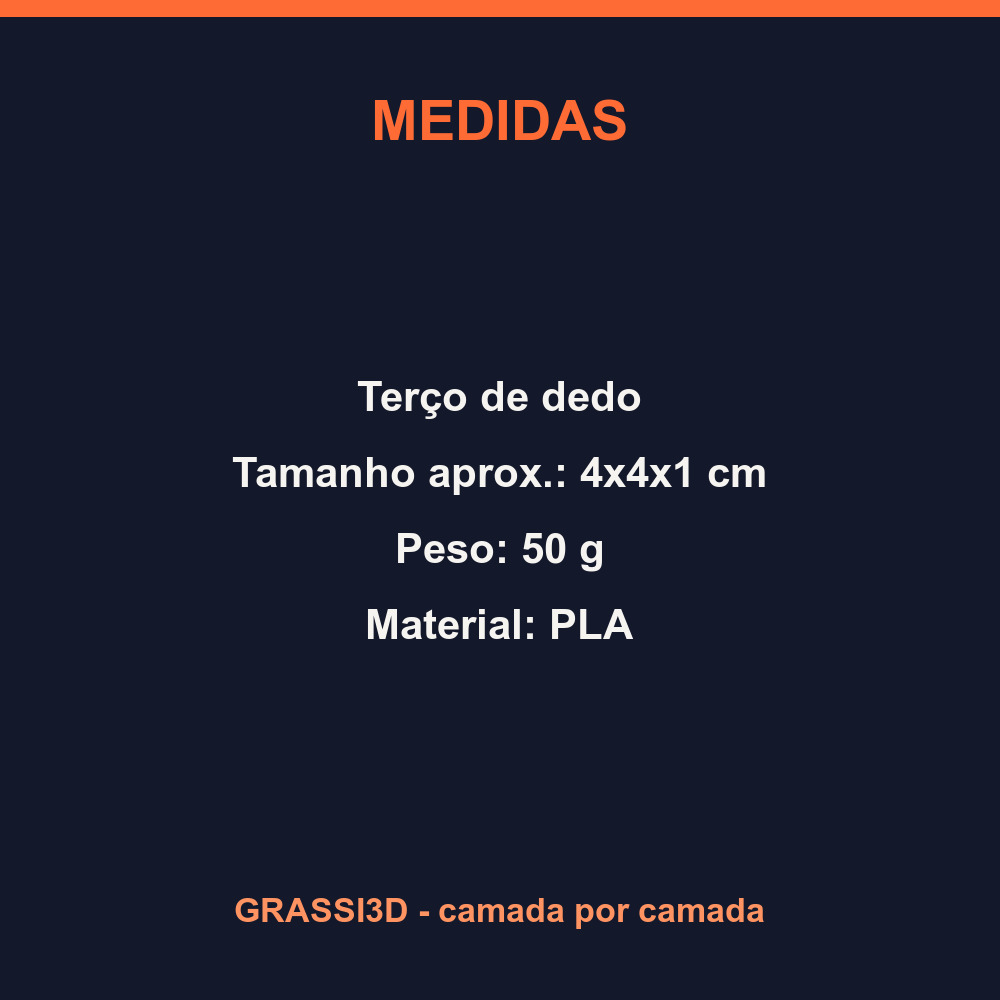 MEDIDAS
Terço de dedo
Tamanho aprox.: 4x4x1 cm
Peso: 50 g
Material: PLA
GRASSI3D - camada por camada